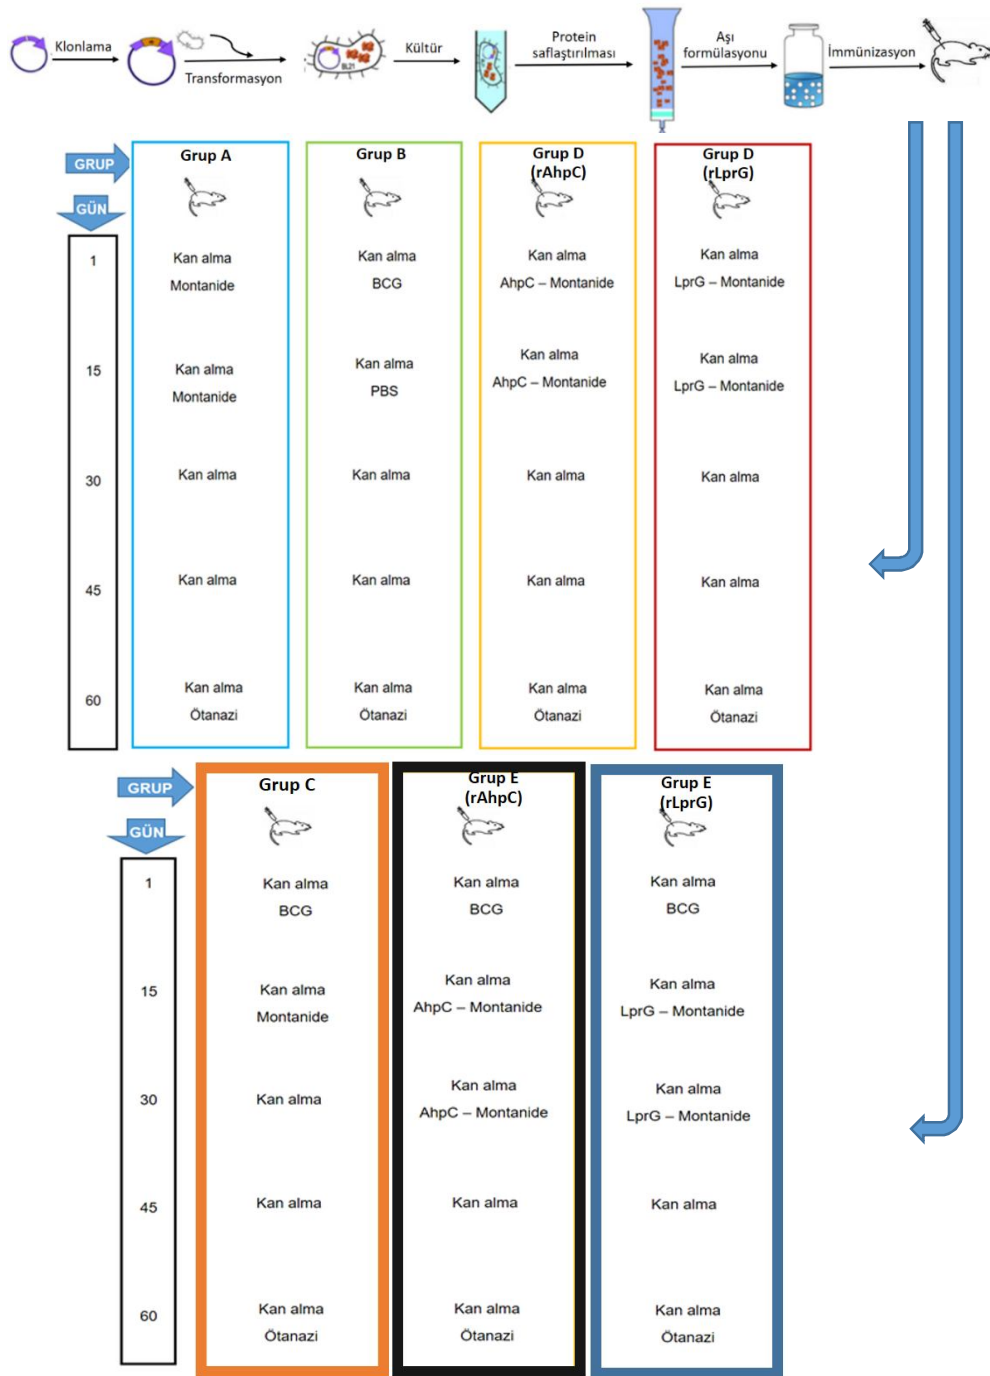 Klonlama
Transformasyon
BL21
Kültür
Protein
saflaştırılması
Aşı
formülasyonu
İmmünizasyon
GRUP
GÜN
Grup A
Grup B
Grup D
(rAhpC)
Grup D
(rLprG)
1
Kan alma
Montanide
Kan alma
BCG
Kan alma
AhpC – Montanide
Kan alma
LprG – Montanide
15
Kan alma
Montanide
Kan alma
PBS
Kan alma
AhpC – Montanide
Kan alma
LprG – Montanide
30
Kan alma
Kan alma
Kan alma
Kan alma
45
Kan alma
Kan alma
Kan alma
Kan alma
60
Kan alma
Ötanazi
Kan alma
Ötanazi
Kan alma
Ötanazi
Kan alma
Ötanazi
GRUP
GÜN
Grup C
Grup E
(rAhpC)
Grup E
(rLprG)
1
Kan alma
BCG
Kan alma
BCG
Kan alma
BCG
15
Kan alma
Montanide
Kan alma
AhpC – Montanide
Kan alma
LprG – Montanide
30
Kan alma
Kan alma
AhpC – Montanide
Kan alma
LprG – Montanide
45
Kan alma
Kan alma
Kan alma
60
Kan alma
Ötanazi
Kan alma
Ötanazi
Kan alma
Ötanazi